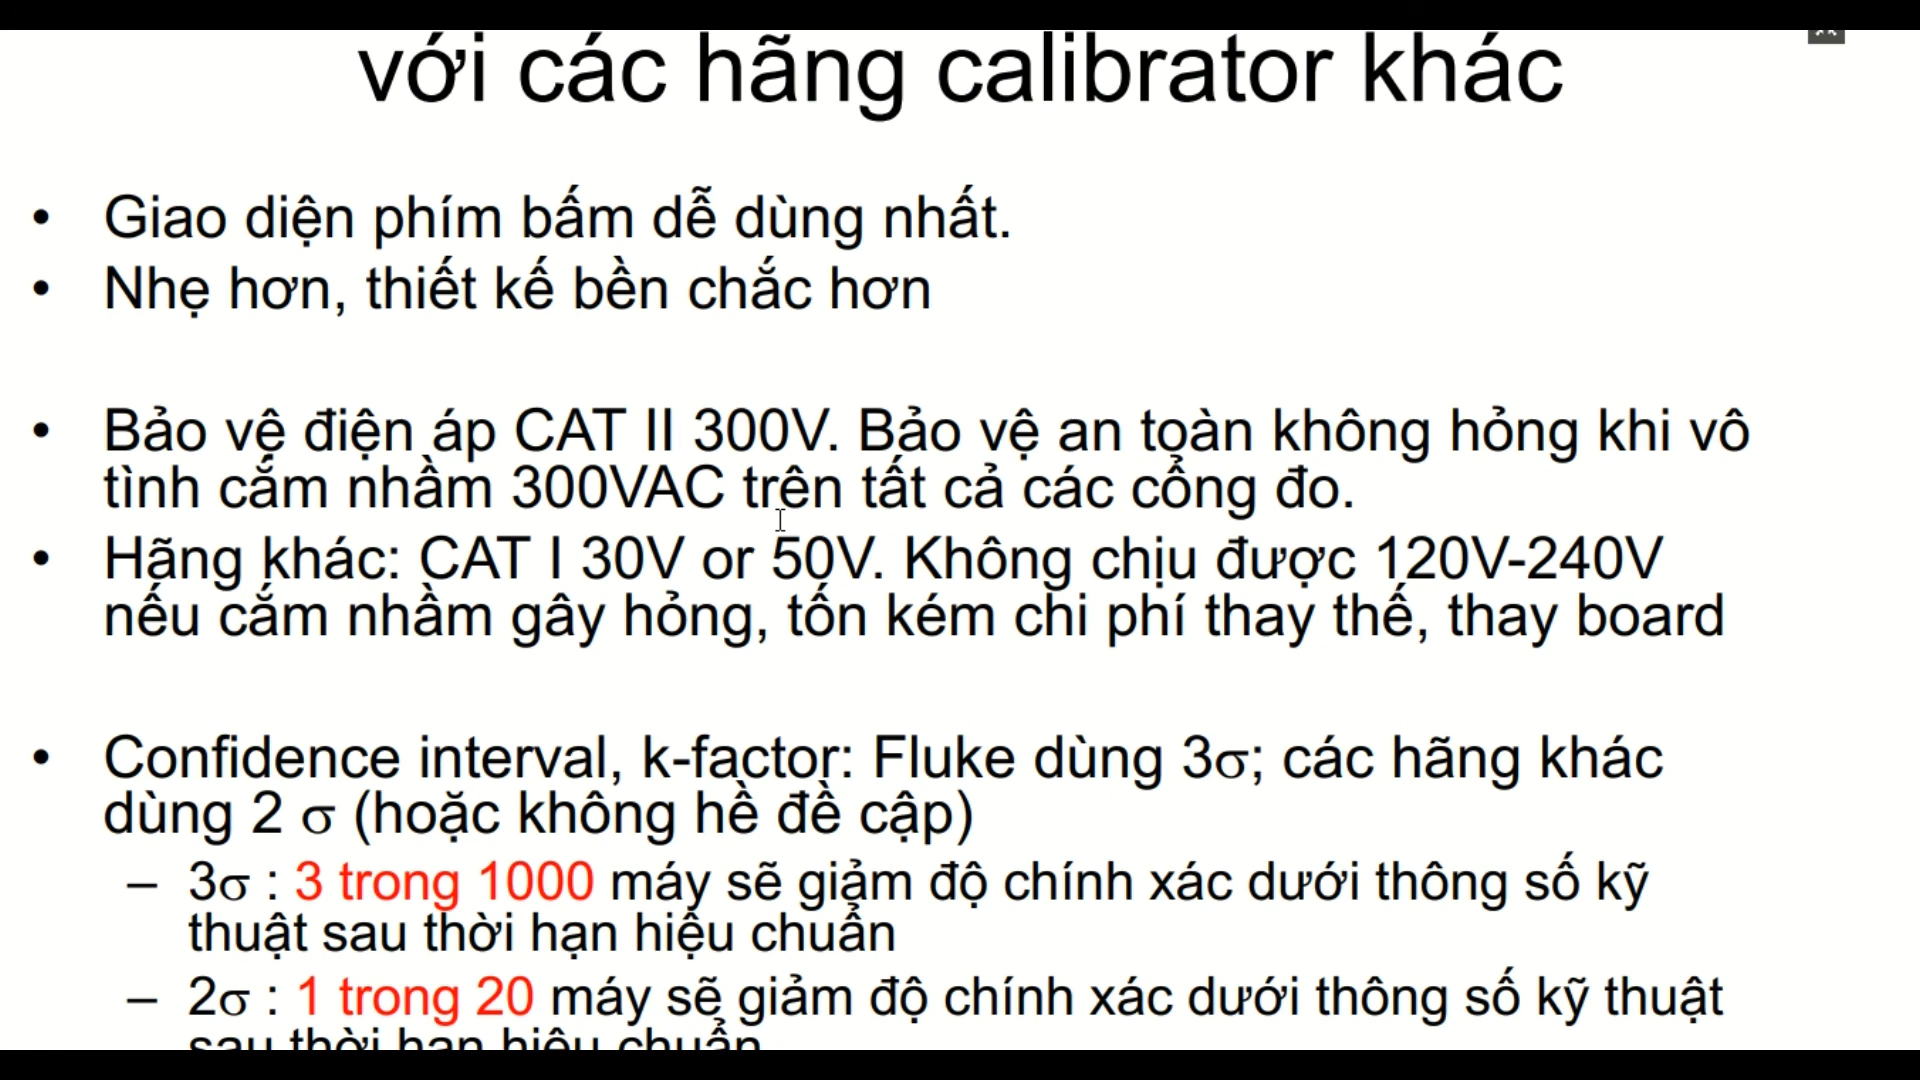 với các hãng calibrator khác
• Giao diện phím bấm dễ dùng nhất.
• Nhẹ hơn, thiết kế bền chắc hơn
• Bảo vệ điện áp CAT II 300V. Bảo vệ an toàn không hỏng khi vô
tình cắm nhầm 300VAC trên tất cả các cổng đo.
• Hãng khác: CAT I 30V or 50V. Không chịu được 120V-240V
nếu cắm nhầm gây hỏng, tốn kém chi phí thay thế, thay board
• Confidence interval, k-factor: Fluke dùng 3σ; các hãng khác
dùng 2 σ (hoặc không hề đề cập)
– 3σ : 3 trong 1000 máy sẽ giảm độ chính xác dưới thông số kỹ
thuật sau thời hạn hiệu chuẩn
– 2σ : 1 trong 20 máy sẽ giảm độ chính xác dưới thông số kỹ thuật
sau thời hạn hiệu chuẩn